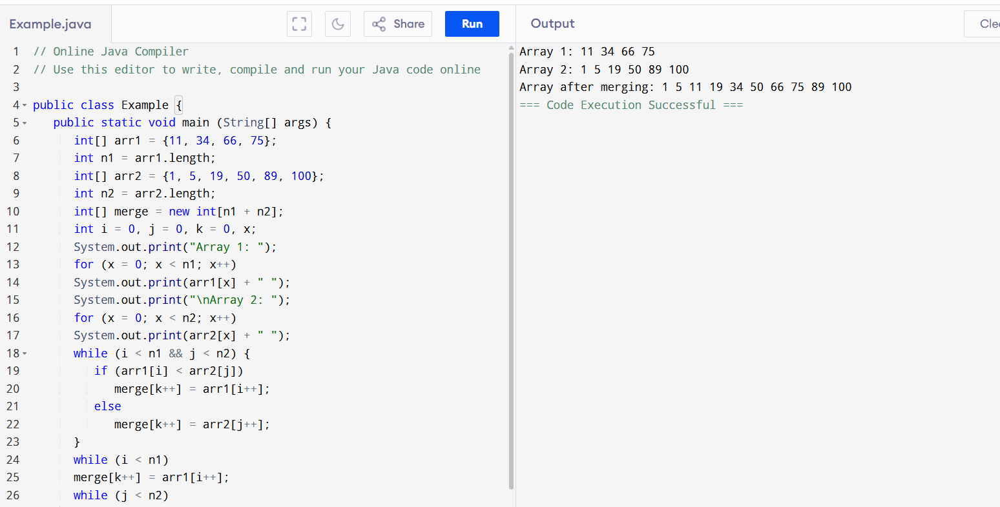 Example.java
Share
Run
1 // Online Java Compiler
2 // Use this editor to write, compile and run your Java code online
3
4 public class Example {
5 public static void main (String[] args) {
6 int[] arr1 = {11, 34, 66, 75};
7 int n1 = arr1.length;
8 int[] arr2 = {1, 5, 19, 50, 89, 100};
9 int n2 = arr2.length;
10 int[] merge = new int[n1 + n2];
11 int i = 0, j = 0, k = 0, x;
12 System.out.print("Array 1: ");
13 for (x = 0; x < n1; x++)
14 System.out.print(arr1[x] + " ");
15 System.out.print("\nArray 2: ");
16 for (x = 0; x < n2; x++)
17 System.out.print(arr2[x] + " ");
18 while (i < n1 && j < n2) {
19 if (arr1[i] < arr2[j])
20 merge[k++] = arr1[i++];
21 else
22 merge[k++] = arr2[j++];
23 }
24 while (i < n1)
25 merge[k++] = arr1[i++];
26 while (j < n2)
Output
Array 1: 11 34 66 75
Array 2: 1 5 19 50 89 100
Array after merging: 1 5 11 19 34 50 66 75 89 100
=== Code Execution Successful ===